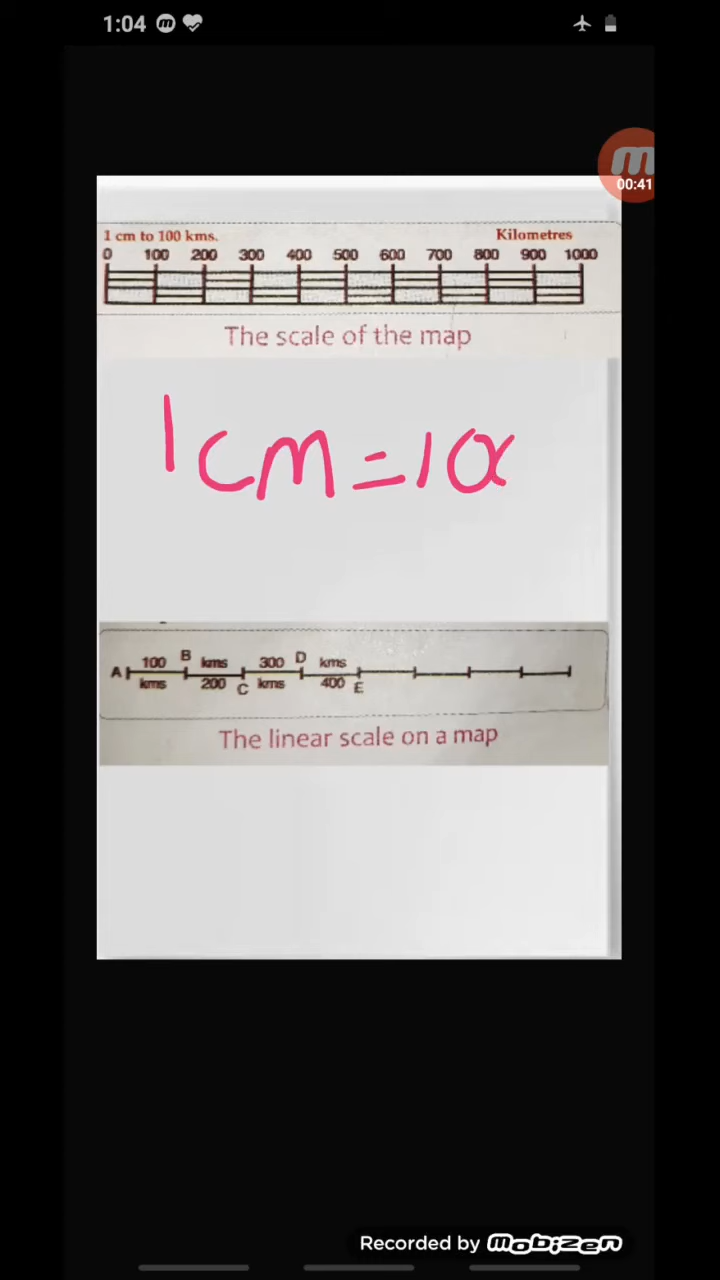 1:04
00:41
1 cm to 100 kms. Kilometres
0 100 200 300 400 500 600 700 800 900 1000
The scale of the map
1 cm = 10
A 100 B kms 300 D kms
kms 200 C kms 400 E
The linear scale on a map
Recorded by mobizen